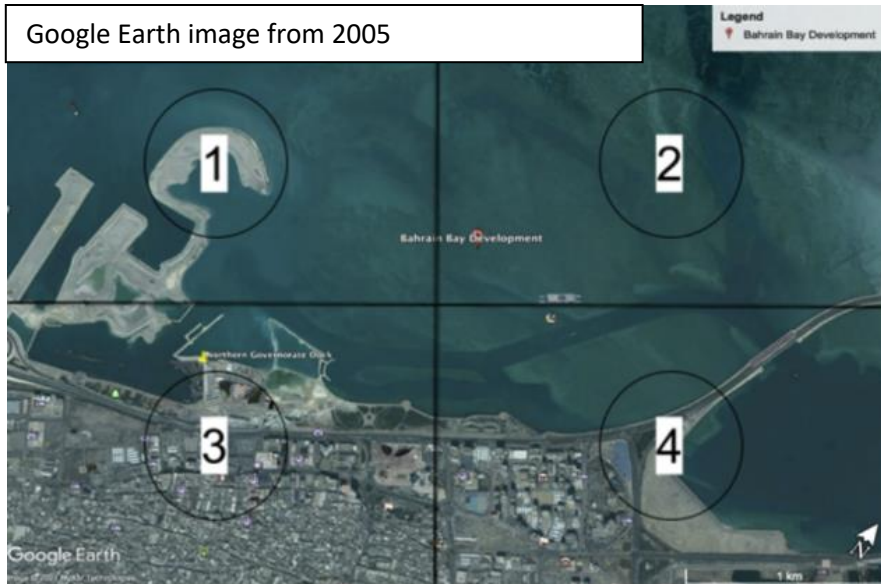 Google Earth image from 2005
Legend
Bahrain Bay Development
1
2
Bahrain Bay Development
Northern Governorate Dock
3
4
N
Google Earth
1 km